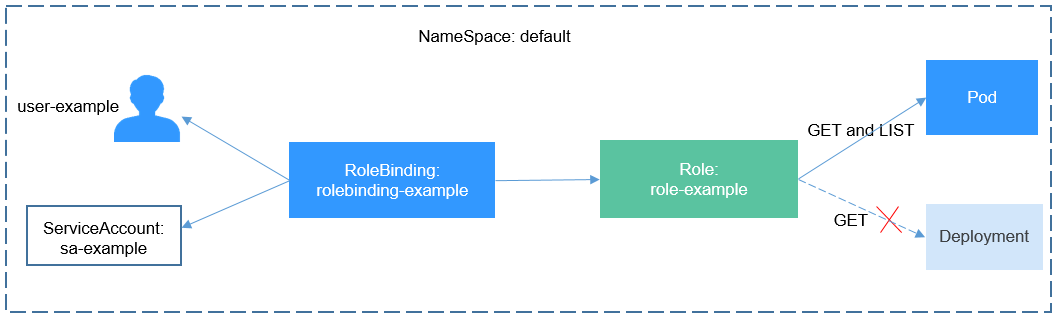 NameSpace: default
user-example
RoleBinding:
rolebinding-example
ServiceAccount:
sa-example
Role:
role-example
GET and LIST
Pod
GET
Deployment